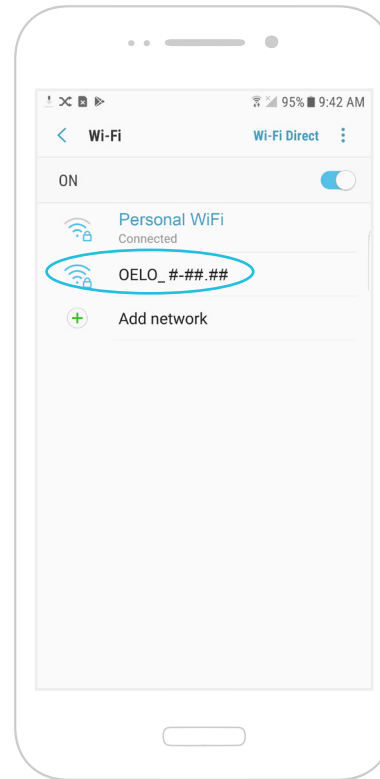 95% 9:42 AM
Wi-Fi Wi-Fi Direct
ON
Personal WiFi
Connected
OELO_ #-##.##
Add network